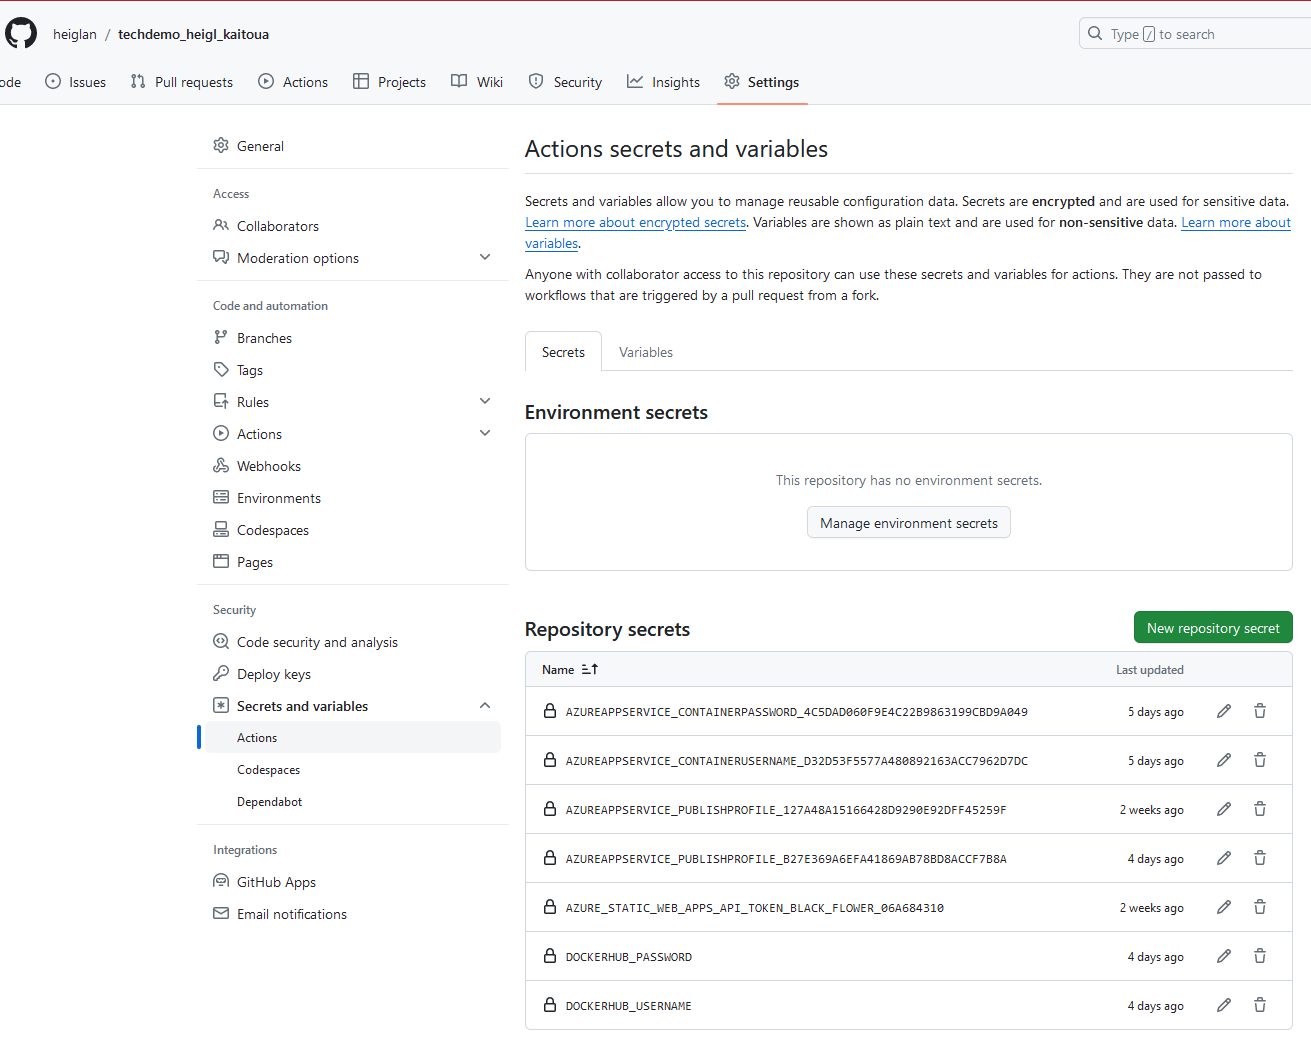 heiglan / techdemo_heigl_kaitoua
Type / to search
ode Issues Pull requests Actions Projects Wiki Security Insights Settings
General
Access
Collaborators
Moderation options
Code and automation
Branches
Tags
Rules
Actions
Webhooks
Environments
Codespaces
Pages
Security
Code security and analysis
Deploy keys
Secrets and variables
Actions
Codespaces
Dependabot
Integrations
GitHub Apps
Email notifications
Actions secrets and variables
Secrets and variables allow you to manage reusable configuration data. Secrets are encrypted and are used for sensitive data.
Learn more about encrypted secrets. Variables are shown as plain text and are used for non-sensitive data. Learn more about
variables.
Anyone with collaborator access to this repository can use these secrets and variables for actions. They are not passed to
workflows that are triggered by a pull request from a fork.
Secrets Variables
Environment secrets
This repository has no environment secrets.
Manage environment secrets
Repository secrets
New repository secret
Name Last updated
AZUREAPPSERVICE_CONTAINERPASSWORD_4C5DAD060F9E4C22B9863199CBD9A049 5 days ago
AZUREAPPSERVICE_CONTAINERUSERNAME_D32D53F5577A480892163ACC7962D7DC 5 days ago
AZUREAPPSERVICE_PUBLISHPROFILE_127A48A15166428D9290E92DFF45259F 2 weeks ago
AZUREAPPSERVICE_PUBLISHPROFILE_B27E369A6EFA41869AB78BD8ACCF7B8A 4 days ago
AZURE_STATIC_WEB_APPS_API_TOKEN_BLACK_FLOWER_06A684310 2 weeks ago
DOCKERHUB_PASSWORD 4 days ago
DOCKERHUB_USERNAME 4 days ago